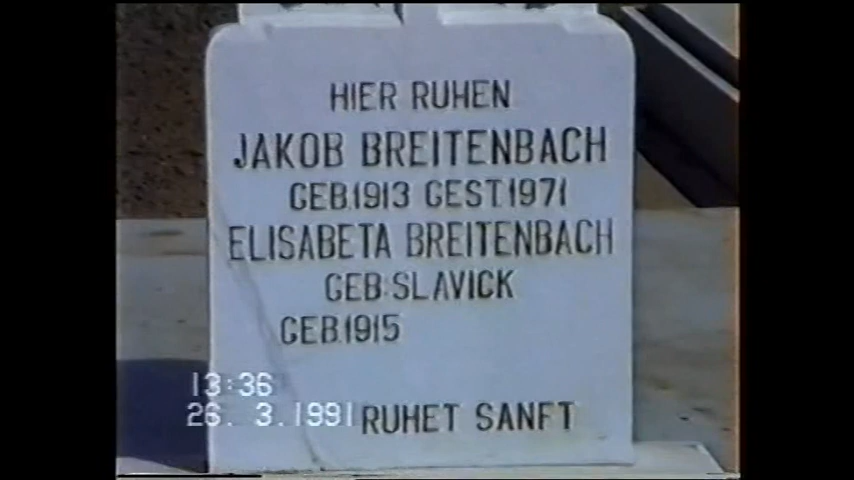 HIER RUHEN
JAKOB BREITENBACH
GEB.1913 GEST.1971
ELISABETA BREITENBACH
GEB.SLAVICK
GEB.1915
RUHET SANFT
13:36
26. 3.1991